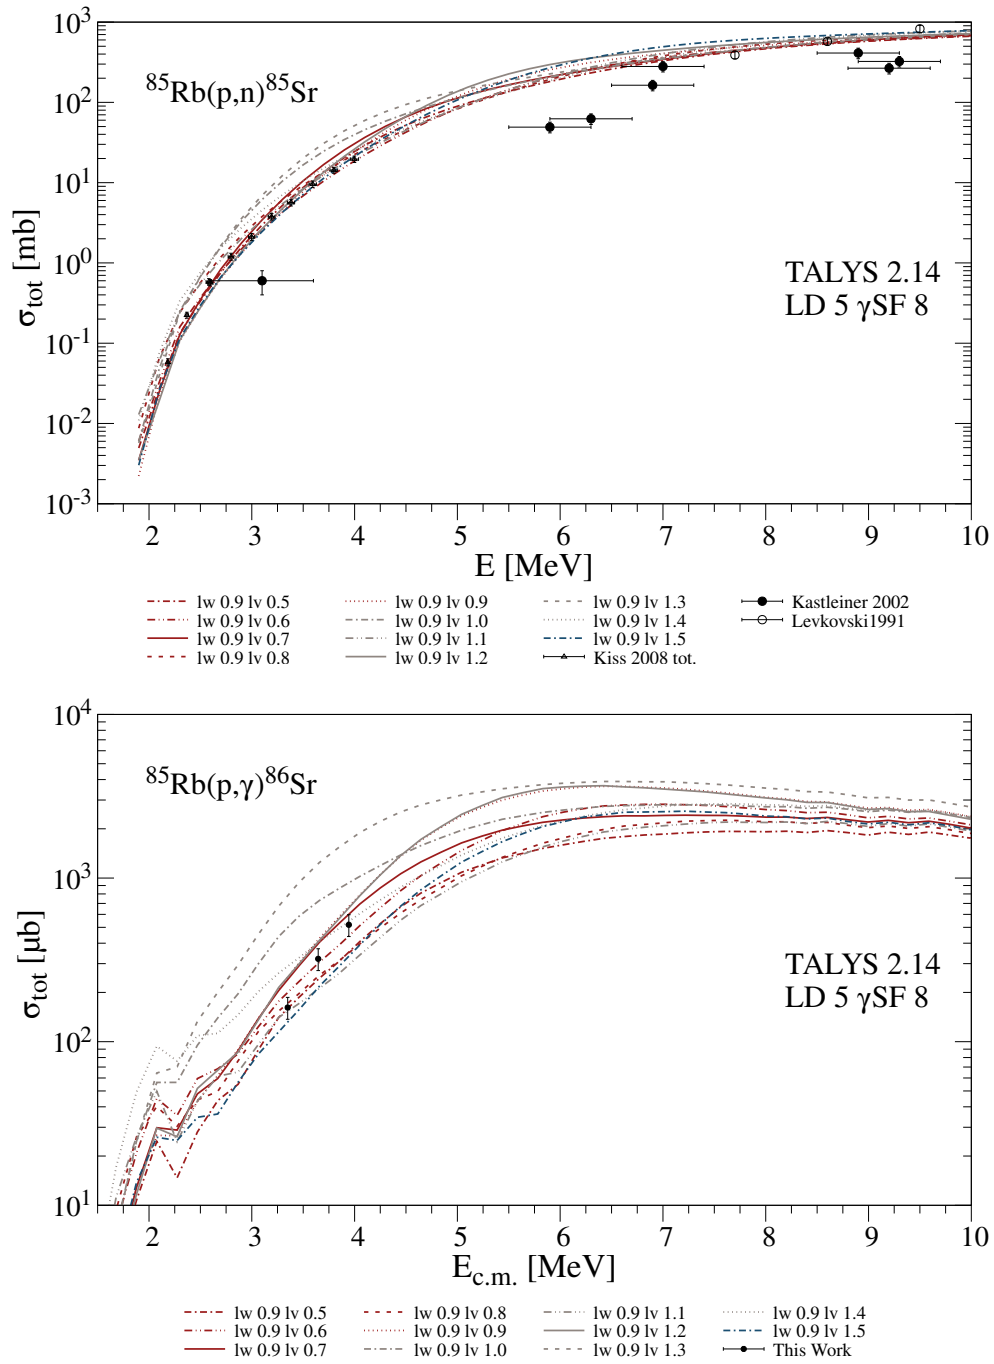 10³
10²
10¹
10⁰
10⁻¹
10⁻²
10⁻³
σtot [mb]
⁸⁵Rb(p,n)⁸⁵Sr
TALYS 2.14
LD 5 γSF 8
2 3 4 5 6 7 8 9 10
E [MeV]
lw 0.9 lv 0.5
lw 0.9 lv 0.6
lw 0.9 lv 0.7
lw 0.9 lv 0.8
lw 0.9 lv 0.9
lw 0.9 lv 1.0
lw 0.9 lv 1.1
lw 0.9 lv 1.2
lw 0.9 lv 1.3
lw 0.9 lv 1.4
lw 0.9 lv 1.5
Kiss 2008 tot.
Kastleiner 2002
Levkovski1991
10⁴
10³
10²
10¹
σtot [μb]
⁸⁵Rb(p,γ)⁸⁶Sr
TALYS 2.14
LD 5 γSF 8
2 3 4 5 6 7 8 9 10
Ec.m. [MeV]
lw 0.9 lv 0.5
lw 0.9 lv 0.6
lw 0.9 lv 0.7
lw 0.9 lv 0.8
lw 0.9 lv 0.9
lw 0.9 lv 1.0
lw 0.9 lv 1.1
lw 0.9 lv 1.2
lw 0.9 lv 1.3
lw 0.9 lv 1.4
lw 0.9 lv 1.5
This Work